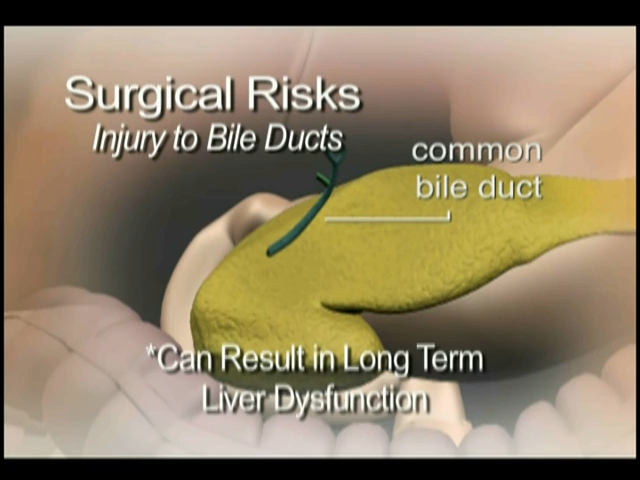 Surgical Risks
Injury to Bile Ducts
common
bile duct
*Can Result in Long Term
Liver Dysfunction